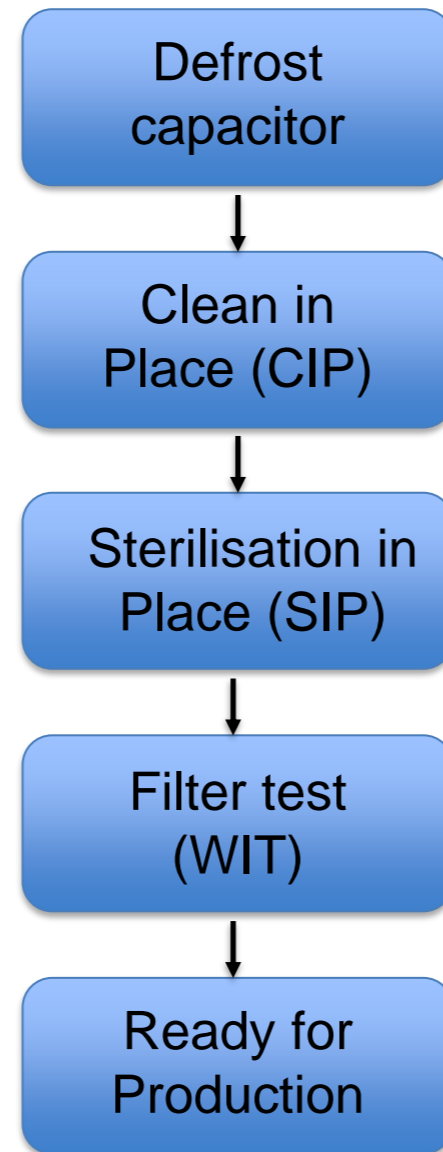 Defrost
capacitor
Clean in
Place (CIP)
Sterilisation in
Place (SIP)
Filter test
(WIT)
Ready for
Production